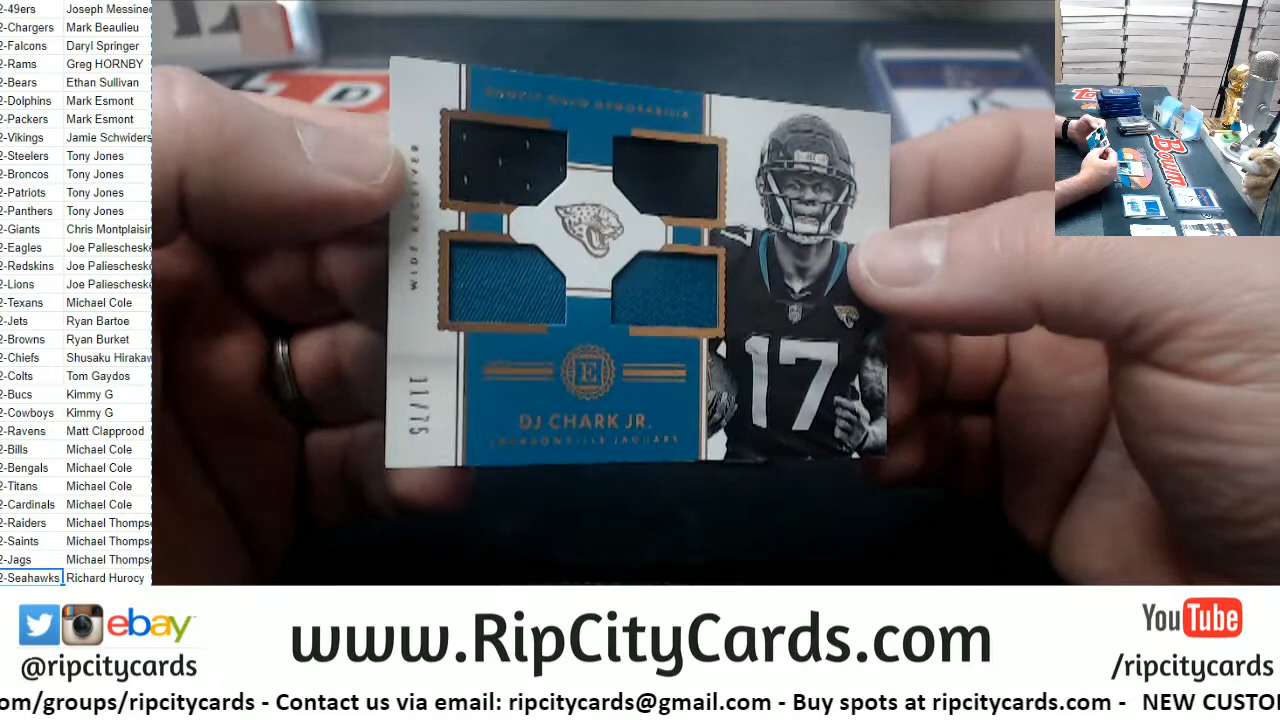 2-49ers Joseph Messine
2-Chargers Mark Beaulieu
2-Falcons Daryl Springer
2-Rams Greg HORNBY
2-Bears Ethan Sullivan
2-Dolphins Mark Esmont
2-Packers Mark Esmont
2-Vikings Jamie Schwiders
2-Steelers Tony Jones
2-Broncos Tony Jones
2-Patriots Tony Jones
2-Panthers Tony Jones
2-Giants Chris Montplaisi
2-Eagles Joe Paliescheske
2-Redskins Joe Paliescheske
2-Lions Joe Paliescheske
2-Texans Michael Cole
2-Jets Ryan Bartoe
2-Browns Ryan Burket
2-Chiefs Shusaku Hirakaw
2-Colts Tom Gaydos
2-Bucs Kimmy G
2-Cowboys Kimmy G
2-Ravens Matt Clapprood
2-Bills Michael Cole
2-Bengals Michael Cole
2-Titans Michael Cole
2-Cardinals Michael Cole
2-Raiders Michael Thomps
2-Saints Michael Thomps
2-Jags Michael Thomps
2-Seahawks Richard Hurocy
WIDE RECEIVER
11/75
E
DJ CHARK JR.
JACKSONVILLE JAGUARS
17
Boum
ebay
@ripcitycards
www.RipCityCards.com
YouTube
/ripcitycards
om/groups/ripcitycards - Contact us via email: ripcitycards@gmail.com - Buy spots at ripcitycards.com - NEW CUSTO